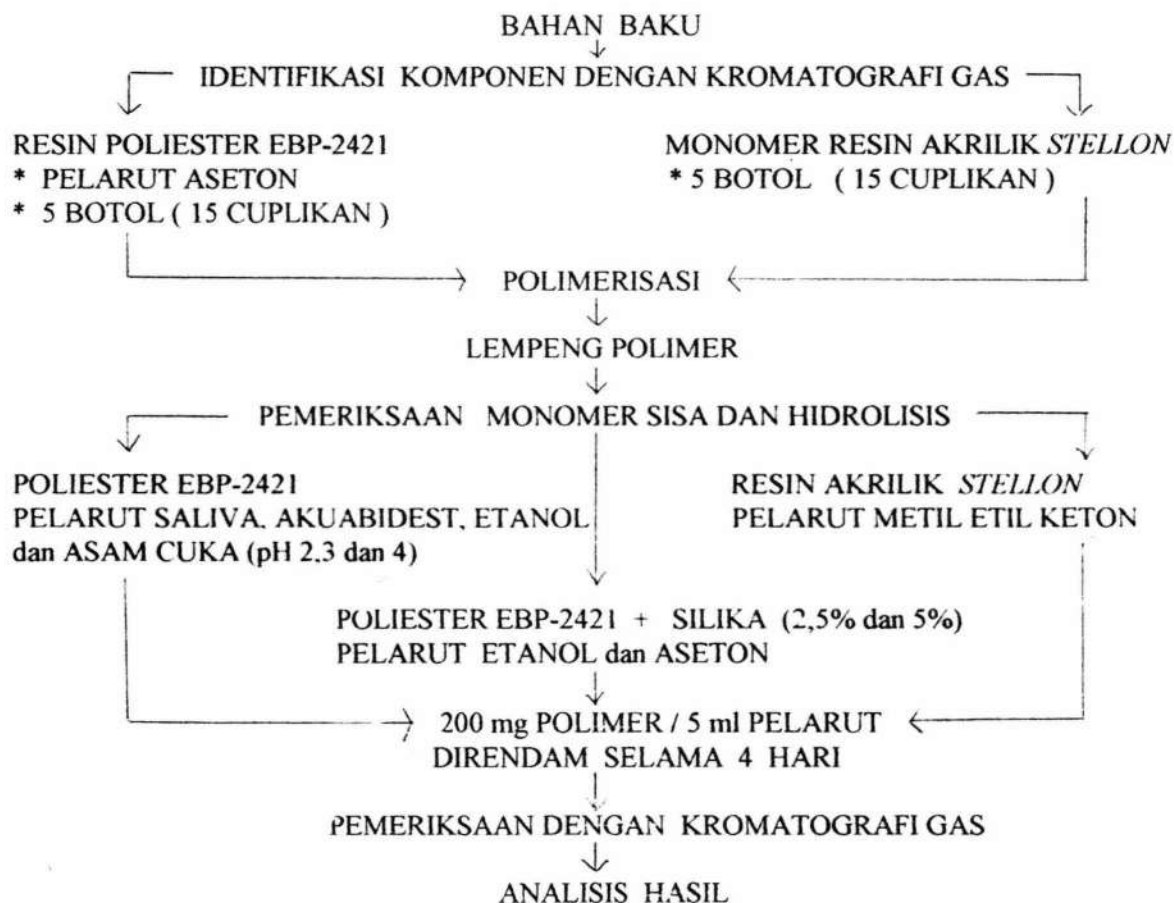 BAHAN BAKU
IDENTIFIKASI KOMPONEN DENGAN KROMATOGRAFI GAS
RESIN POLIESTER EBP-2421
* PELARUT ASETON
* 5 BOTOL ( 15 CUPLIKAN )
MONOMER RESIN AKRILIK STELLON
* 5 BOTOL ( 15 CUPLIKAN )
POLIMERISASI
LEMPENG POLIMER
PEMERIKSAAN MONOMER SISA DAN HIDROLISIS
POLIESTER EBP-2421
PELARUT SALIVA, AKUABIDEST, ETANOL
dan ASAM CUKA (pH 2,3 dan 4)
RESIN AKRILIK STELLON
PELARUT METIL ETIL KETON
POLIESTER EBP-2421 + SILIKA (2,5% dan 5%)
PELARUT ETANOL dan ASETON
200 mg POLIMER / 5 ml PELARUT
DIRENDAM SELAMA 4 HARI
PEMERIKSAAN DENGAN KROMATOGRAFI GAS
ANALISIS HASIL